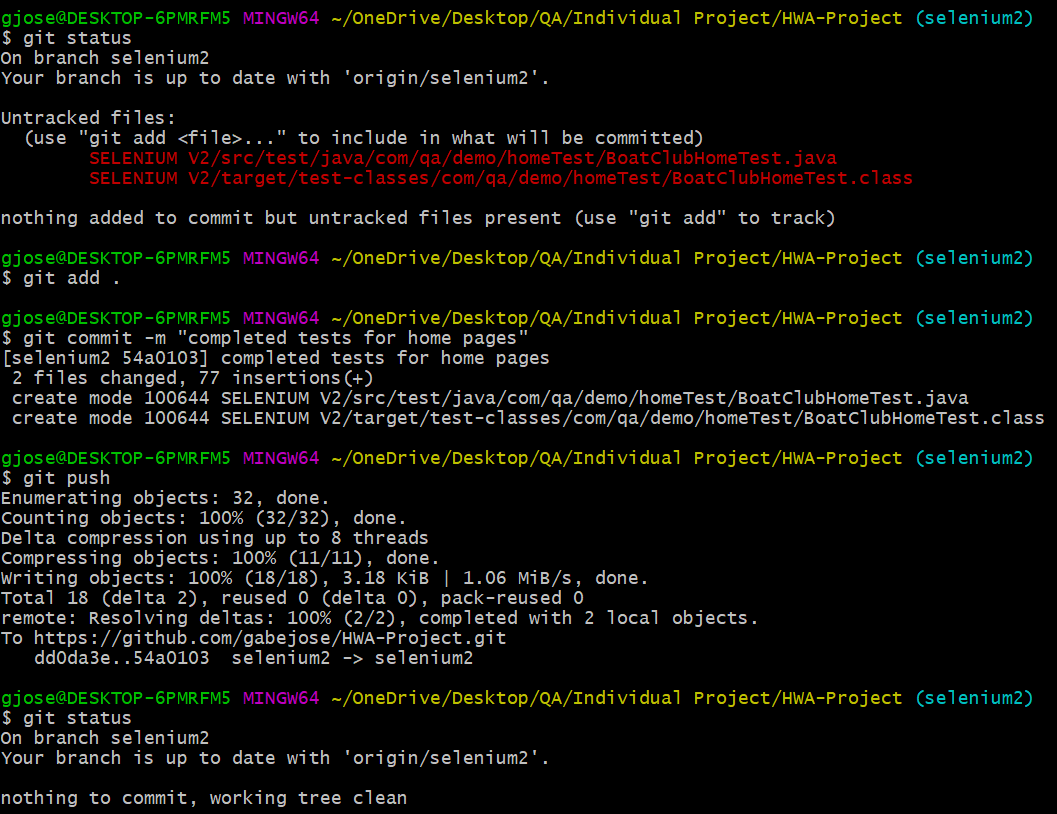 gjose@DESKTOP-6PMRFM5 MINGW64 ~/OneDrive/Desktop/QA/Individual Project/HWA-Project (selenium2)
$ git status
On branch selenium2
Your branch is up to date with 'origin/selenium2'.

Untracked files:
  (use "git add <file>..." to include in what will be committed)
        SELENIUM V2/src/test/java/com/qa/demo/homeTest/BoatClubHomeTest.java
        SELENIUM V2/target/test-classes/com/qa/demo/homeTest/BoatClubHomeTest.class

nothing added to commit but untracked files present (use "git add" to track)

gjose@DESKTOP-6PMRFM5 MINGW64 ~/OneDrive/Desktop/QA/Individual Project/HWA-Project (selenium2)
$ git add .

gjose@DESKTOP-6PMRFM5 MINGW64 ~/OneDrive/Desktop/QA/Individual Project/HWA-Project (selenium2)
$ git commit -m "completed tests for home pages"
[selenium2 54a0103] completed tests for home pages
 2 files changed, 77 insertions(+)
 create mode 100644 SELENIUM V2/src/test/java/com/qa/demo/homeTest/BoatClubHomeTest.java
 create mode 100644 SELENIUM V2/target/test-classes/com/qa/demo/homeTest/BoatClubHomeTest.class

gjose@DESKTOP-6PMRFM5 MINGW64 ~/OneDrive/Desktop/QA/Individual Project/HWA-Project (selenium2)
$ git push
Enumerating objects: 32, done.
Counting objects: 100% (32/32), done.
Delta compression using up to 8 threads
Compressing objects: 100% (11/11), done.
Writing objects: 100% (18/18), 3.18 KiB | 1.06 MiB/s, done.
Total 18 (delta 2), reused 0 (delta 0), pack-reused 0
remote: Resolving deltas: 100% (2/2), completed with 2 local objects.
To https://github.com/gabejose/HWA-Project.git
   dd0da3e..54a0103  selenium2 -> selenium2

gjose@DESKTOP-6PMRFM5 MINGW64 ~/OneDrive/Desktop/QA/Individual Project/HWA-Project (selenium2)
$ git status
On branch selenium2
Your branch is up to date with 'origin/selenium2'.

nothing to commit, working tree clean